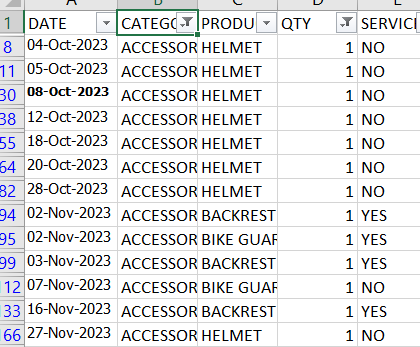 A B C D E
1 DATE CATEGO PRODU QTY SERVICI
8 04-Oct-2023 ACCESSOR HELMET 1 NO
11 05-Oct-2023 ACCESSOR HELMET 1 NO
30 08-Oct-2023 ACCESSOR HELMET 1 NO
38 12-Oct-2023 ACCESSOR HELMET 1 NO
55 18-Oct-2023 ACCESSOR HELMET 1 NO
64 20-Oct-2023 ACCESSOR HELMET 1 NO
82 28-Oct-2023 ACCESSOR HELMET 1 NO
94 02-Nov-2023 ACCESSOR BACKREST 1 YES
95 02-Nov-2023 ACCESSOR BIKE GUAR 1 YES
99 03-Nov-2023 ACCESSOR BACKREST 1 YES
112 07-Nov-2023 ACCESSOR BIKE GUAR 1 NO
133 16-Nov-2023 ACCESSOR BACKREST 1 YES
166 27-Nov-2023 ACCESSOR HELMET 1 NO